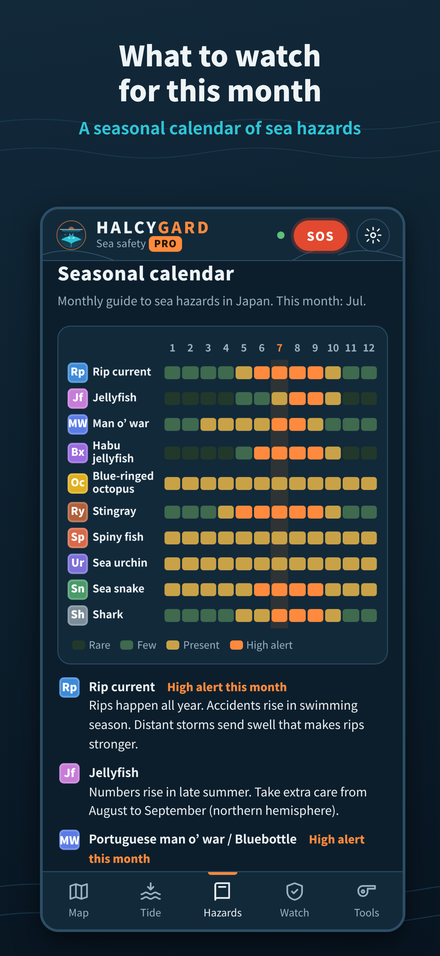 What to watch
for this month
A seasonal calendar of sea hazards
HALCYGARD
Sea safety PRO
SOS
Seasonal calendar
Monthly guide to sea hazards in Japan. This month: Jul.
1 2 3 4 5 6 7 8 9 10 11 12
Rp Rip current
Jf Jellyfish
MW Man o’ war
Bx Habu
jellyfish
Oc Blue-ringed
octopus
Ry Stingray
Sp Spiny fish
Ur Sea urchin
Sn Sea snake
Sh Shark
Rare Few Present High alert
Rp Rip current High alert this month
Rips happen all year. Accidents rise in swimming
season. Distant storms send swell that makes rips
stronger.
Jf Jellyfish
Numbers rise in late summer. Take extra care from
August to September (northern hemisphere).
MW Portuguese man o’ war / Bluebottle High alert
this month
Map Tide Hazards Watch Tools